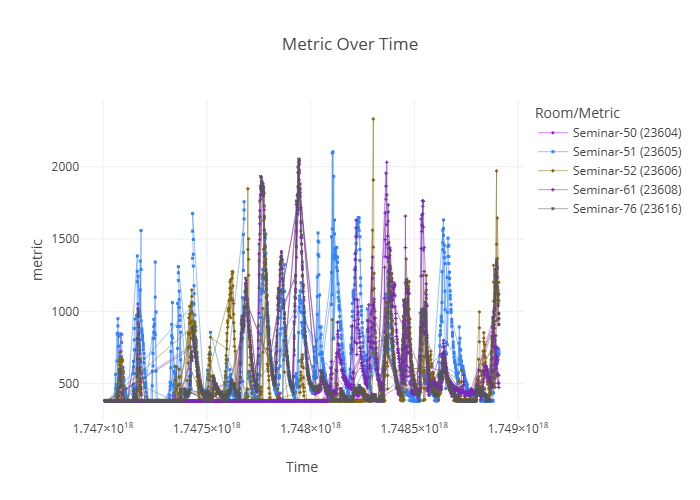 Metric Over Time
Room/Metric
Seminar-50 (23604)
Seminar-51 (23605)
Seminar-52 (23606)
Seminar-61 (23608)
Seminar-76 (23616)
metric
2000
1500
1000
500
1.747×10¹⁸
1.7475×10¹⁸
1.748×10¹⁸
1.7485×10¹⁸
1.749×10¹⁸
Time